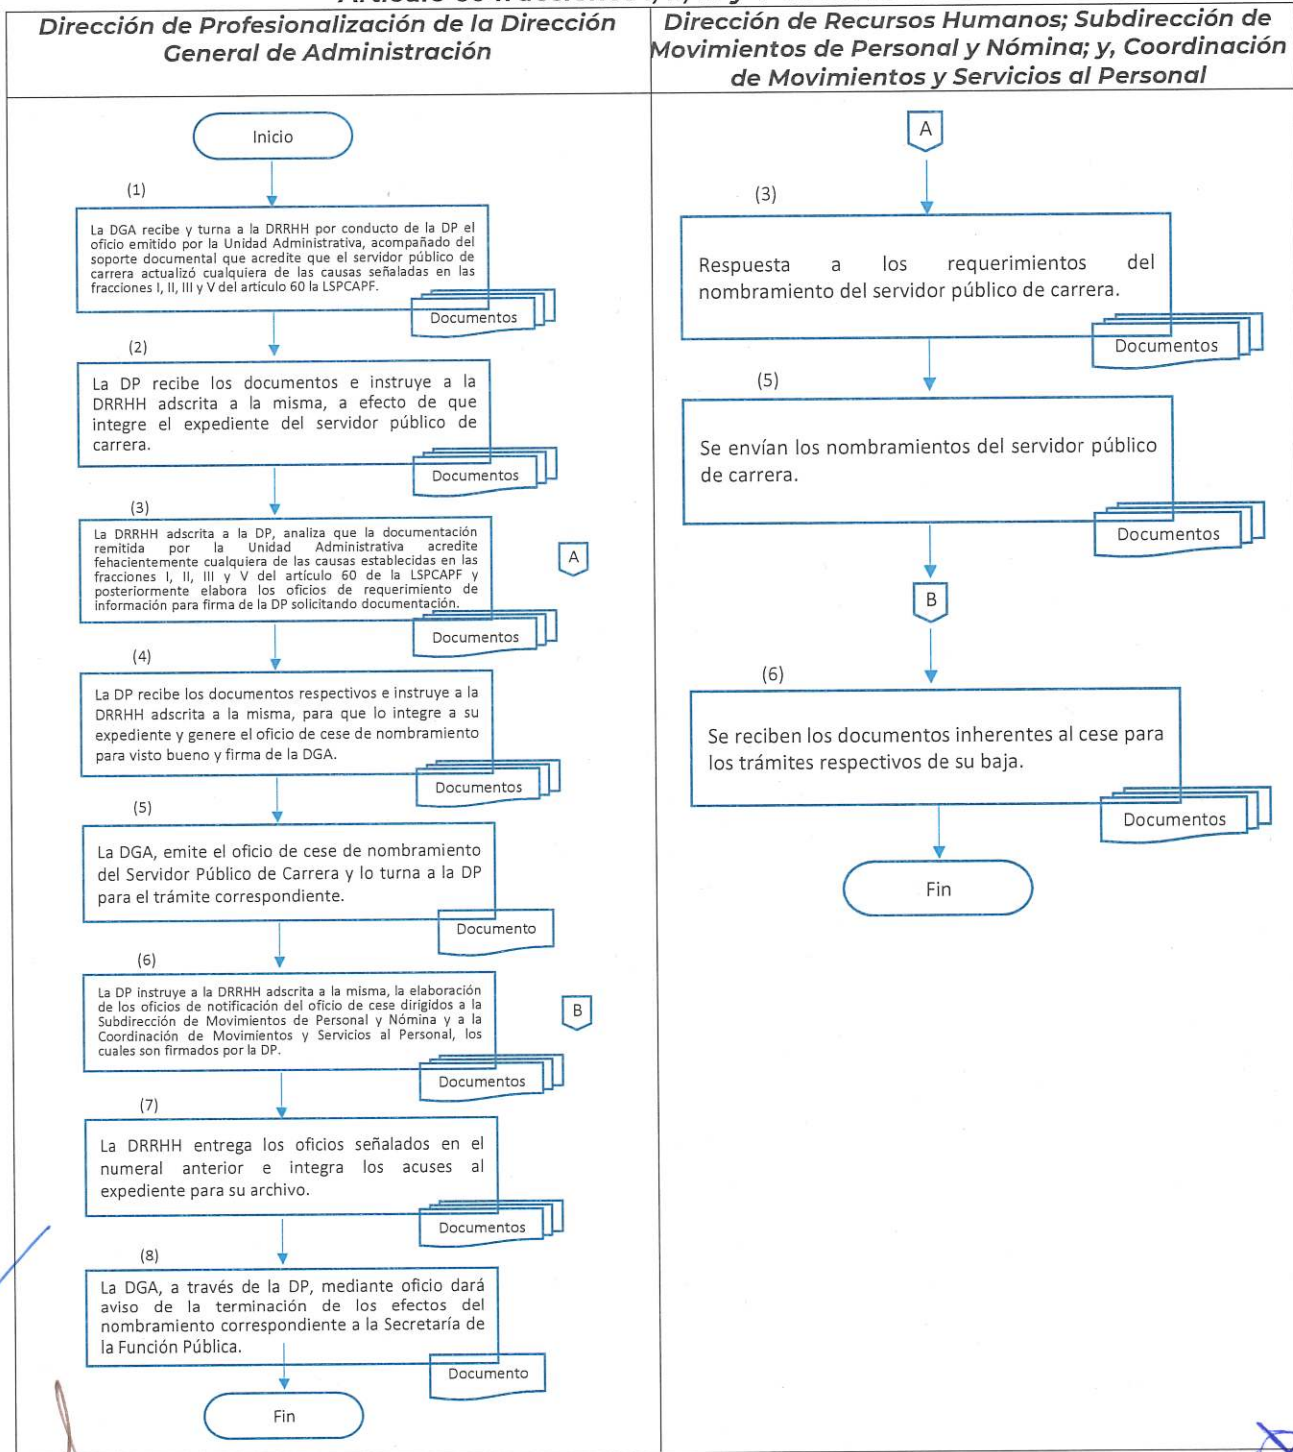 Dirección de Profesionalización de la Dirección
General de Administración
Dirección de Recursos Humanos; Subdirección de
Movimientos de Personal y Nómina; y, Coordinación
de Movimientos y Servicios al Personal
Inicio
(1)
La DGA recibe y turna a la DRRHH por conducto de la DP el
oficio emitido por la Unidad Administrativa, acompañado del
soporte documental que acredite que el servidor público de
carrera actualizó cualquiera de las causas señaladas en las
fracciones I, II, III y V del artículo 60 la LSPCAPF.
Documentos
(2)
La DP recibe los documentos e instruye a la
DRRHH adscrita a la misma, a efecto de que
integre el expediente del servidor público de
carrera.
Documentos
(3)
La DRRHH adscrita a la DP, analiza que la documentación
remitida por la Unidad Administrativa acredite
fehacientemente cualquiera de las causas establecidas en las
fracciones I, II, III y V del artículo 60 de la LSPCAPF y
posteriormente elabora los oficios de requerimiento de
información para firma de la DP solicitando documentación.
A
Documentos
(4)
La DP recibe los documentos respectivos e instruye a la
DRRHH adscrita a la misma, para que lo integre a su
expediente y genere el oficio de cese de nombramiento
para visto bueno y firma de la DGA.
Documentos
(5)
La DGA, emite el oficio de cese de nombramiento
del Servidor Público de Carrera y lo turna a la DP
para el trámite correspondiente.
Documento
(6)
La DP instruye a la DRRHH adscrita a la misma, la elaboración
de los oficios de notificación del oficio de cese dirigidos a la
Subdirección de Movimientos de Personal y Nómina y a la
Coordinación de Movimientos y Servicios al Personal, los
cuales son firmados por la DP.
B
Documentos
(7)
La DRRHH entrega los oficios señalados en el
numeral anterior e integra los acuses al
expediente para su archivo.
Documentos
(8)
La DGA, a través de la DP, mediante oficio dará
aviso de la terminación de los efectos del
nombramiento correspondiente a la Secretaría de
la Función Pública.
Documento
Fin
A
(3)
Respuesta a los requerimientos del
nombramiento del servidor público de carrera.
Documentos
(5)
Se envían los nombramientos del servidor público
de carrera.
Documentos
B
(6)
Se reciben los documentos inherentes al cese para
los trámites respectivos de su baja.
Documentos
Fin